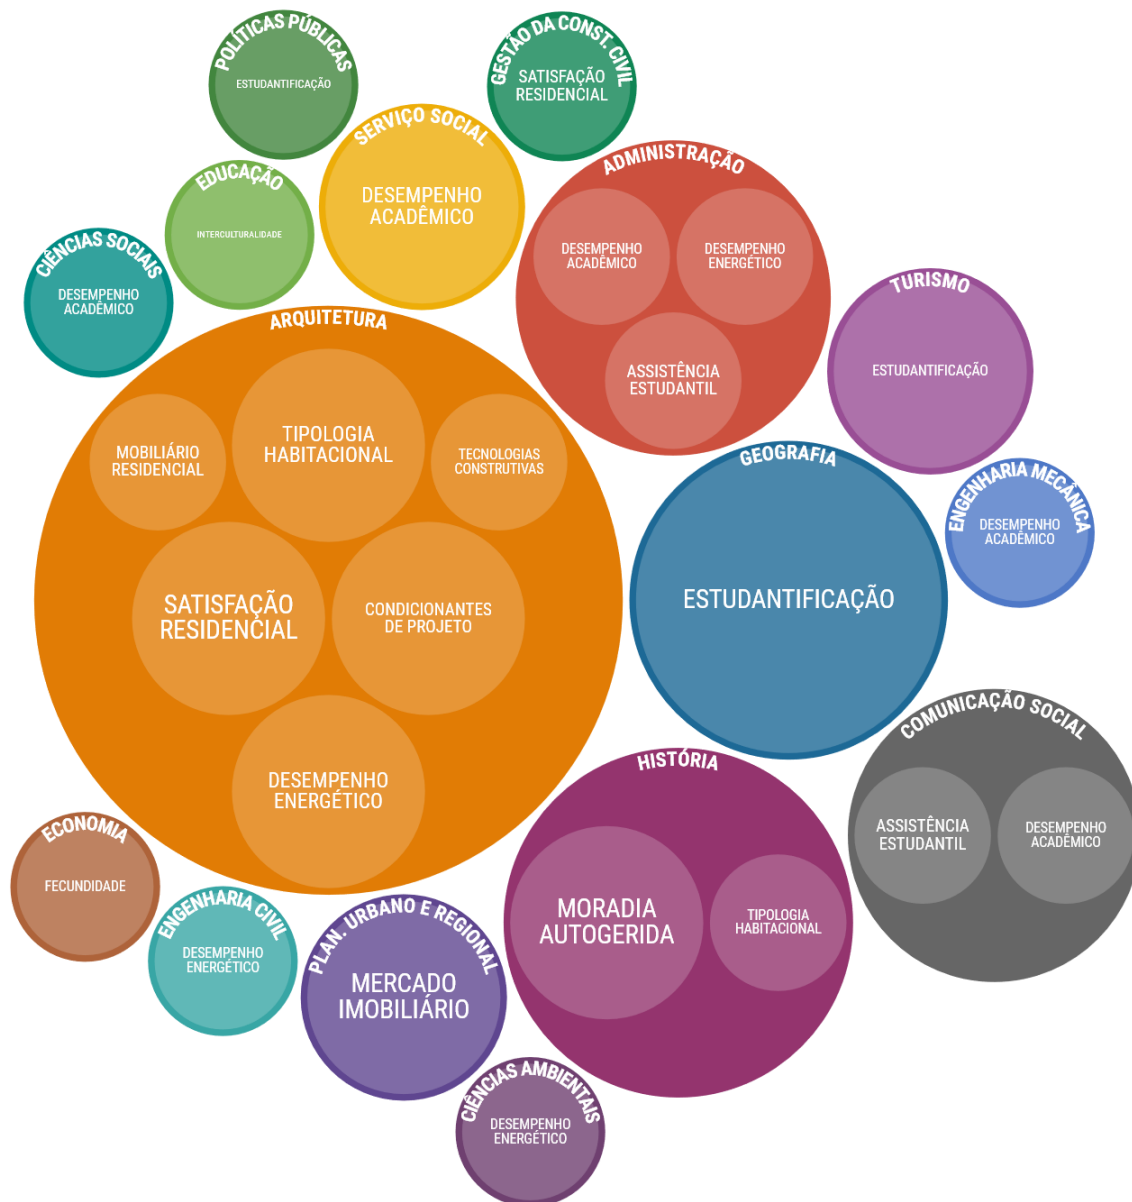 POLÍTICAS PÚBLICAS
ESTUDANTIFICAÇÃO
GESTÃO DA CONST. CIVIL
SATISFAÇÃO
RESIDENCIAL
SERVIÇO SOCIAL
DESEMPENHO
ACADÊMICO
EDUCAÇÃO
INTERCULTURALIDADE
CIÊNCIAS SOCIAIS
DESEMPENHO
ACADÊMICO
ADMINISTRAÇÃO
DESEMPENHO
ACADÊMICO
DESEMPENHO
ENERGÉTICO
ASSISTÊNCIA
ESTUDANTIL
TURISMO
ESTUDANTIFICAÇÃO
ARQUITETURA
MOBILIÁRIO
RESIDENCIAL
TIPOLOGIA
HABITACIONAL
TECNOLOGIAS
CONSTRUTIVAS
SATISFAÇÃO
RESIDENCIAL
CONDICIONANTES
DE PROJETO
DESEMPENHO
ENERGÉTICO
GEOGRAFIA
ESTUDANTIFICAÇÃO
ENGENHARIA MECÂNICA
DESEMPENHO
ACADÊMICO
COMUNICAÇÃO SOCIAL
ASSISTÊNCIA
ESTUDANTIL
DESEMPENHO
ACADÊMICO
HISTÓRIA
MORADIA
AUTOGERIDA
TIPOLOGIA
HABITACIONAL
ECONOMIA
FECUNDIDADE
ENGENHARIA CIVIL
DESEMPENHO
ENERGÉTICO
PLAN. URBANO E REGIONAL
MERCADO
IMOBILIÁRIO
CIÊNCIAS AMBIENTAIS
DESEMPENHO
ENERGÉTICO